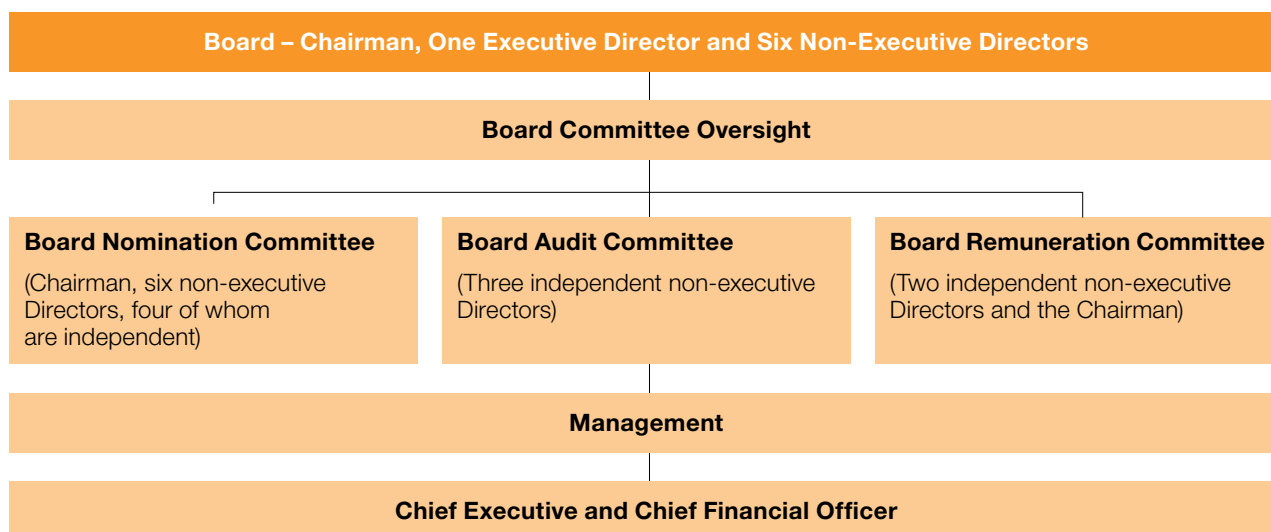 Board – Chairman, One Executive Director and Six Non-Executive Directors
Board Committee Oversight
Board Nomination Committee
(Chairman, six non-executive
Directors, four of whom
are independent)
Board Audit Committee
(Three independent non-executive
Directors)
Board Remuneration Committee
(Two independent non-executive
Directors and the Chairman)
Management
Chief Executive and Chief Financial Officer